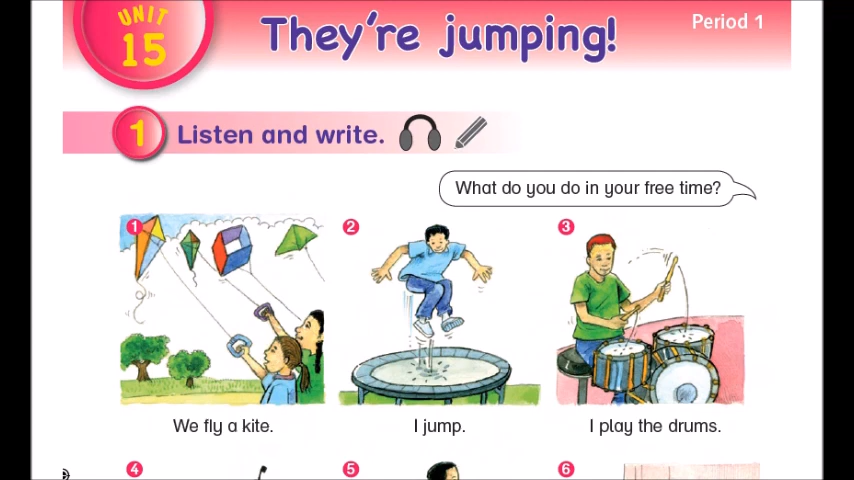 UNIT
15
They're jumping!
Period 1
1 Listen and write.
What do you do in your free time?
1
2
3
We fly a kite.
I jump.
I play the drums.
4
5
6